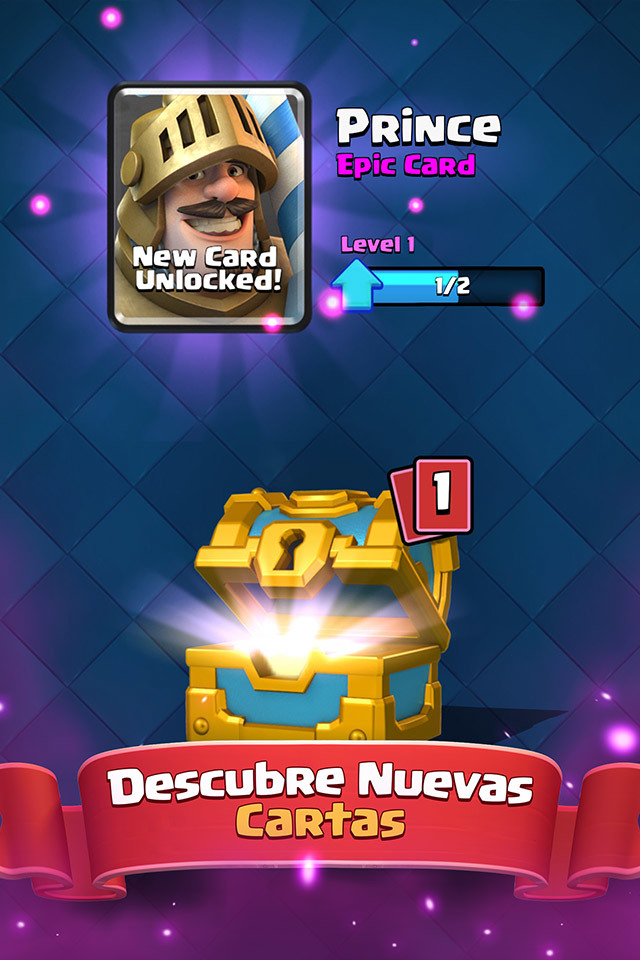 Prince
Epic Card
New Card
Unlocked!
Level 1
1/2
1
Descubre Nuevas
Cartas